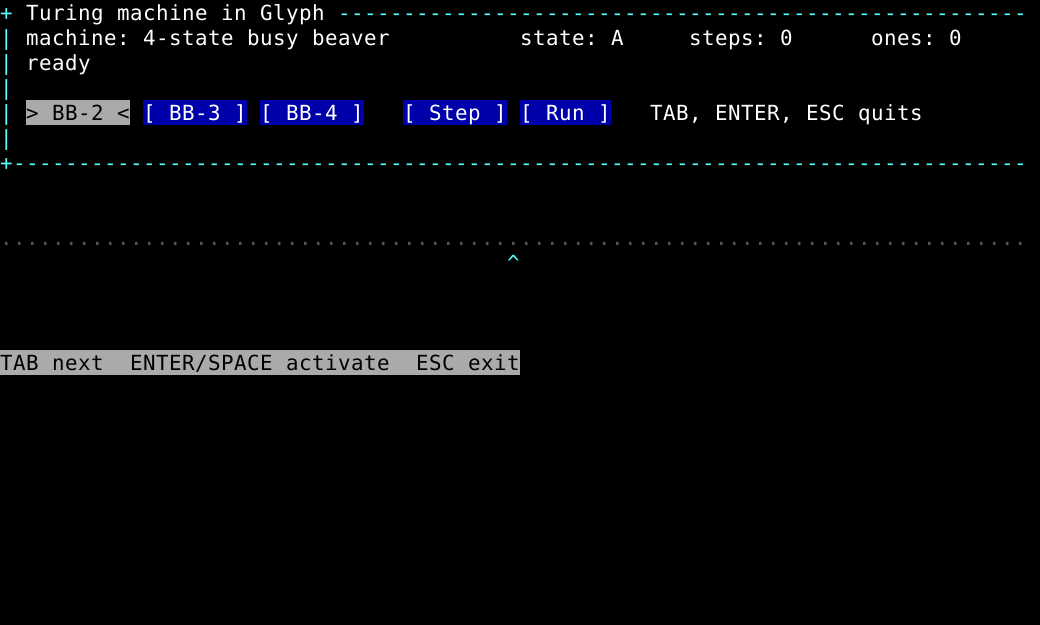 + Turing machine in Glyph -----------------------------------------------------
| machine: 4-state busy beaver          state: A     steps: 0      ones: 0
| ready
|
| > BB-2 < [ BB-3 ] [ BB-4 ]   [ Step ] [ Run ]   TAB, ENTER, ESC quits
|
+------------------------------------------------------------------------------
...............................................................................
^
TAB next  ENTER/SPACE activate  ESC exit